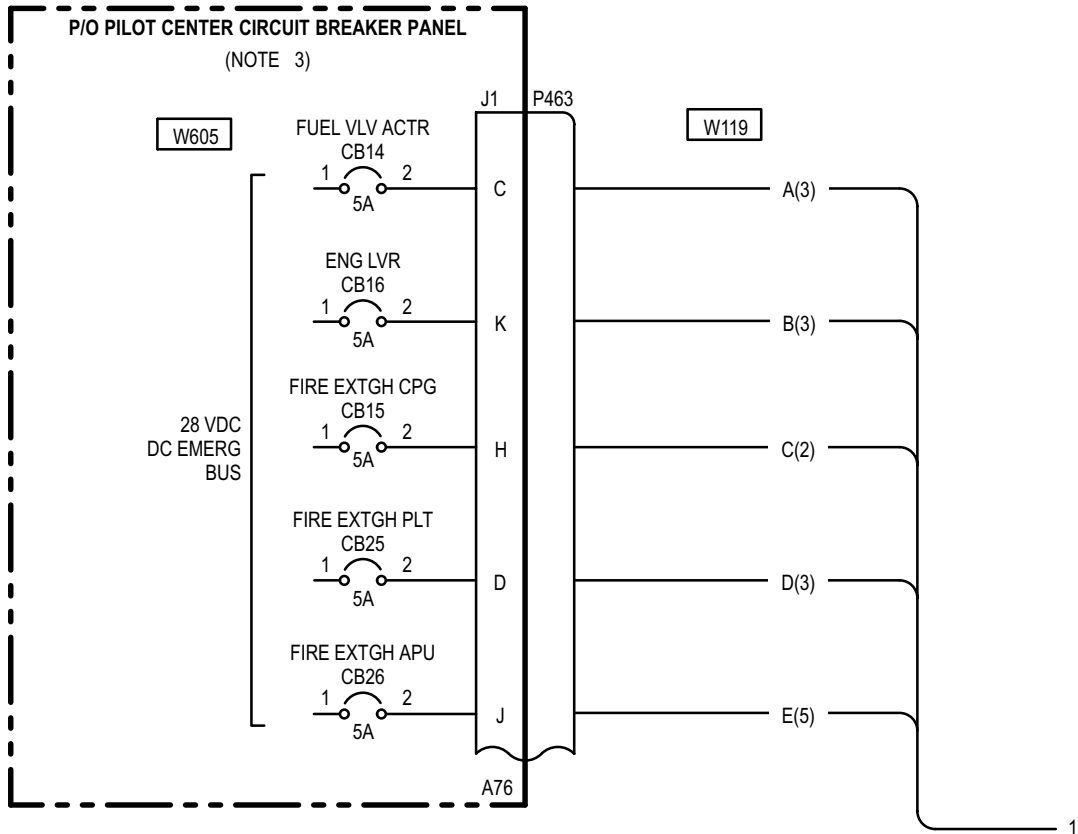 P/O PILOT CENTER CIRCUIT BREAKER PANEL
(NOTE 3)
J1 P463
W605
W119
FUEL VLV ACTR
CB14
1 2
5A
C
A(3)
ENG LVR
CB16
1 2
5A
K
B(3)
FIRE EXTGH CPG
CB15
1 2
5A
H
C(2)
28 VDC
DC EMERG
BUS
FIRE EXTGH PLT
CB25
1 2
5A
D
D(3)
FIRE EXTGH APU
CB26
1 2
5A
J
E(5)
A76
1